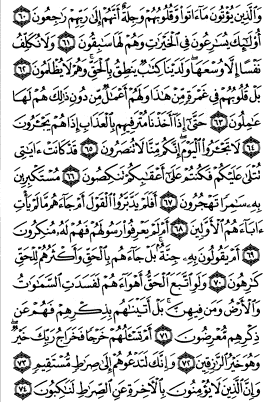 وَالَّذِينَ يُؤْتُونَ مَا ءَاتَوا وَّقُلُوبُهُمْ وَجِلَةٌ أَنَّهُمْ إِلَىٰ رَبِّهِمْ رَاجِعُونَ ٦٠
أُولَٰئِكَ يُسَارِعُونَ فِي الْخَيْرَاتِ وَهُمْ لَهَا سَابِقُونَ ٦١ وَلَا نُكَلِّفُ
نَفْسًا إِلَّا وُسْعَهَا وَلَدَيْنَا كِتَابٌ يَنطِقُ بِالْحَقِّ وَهُمْ لَا يُظْلَمُونَ ٦٢
بَلْ قُلُوبُهُمْ فِي غَمْرَةٍ مِّنْ هَٰذَا وَلَهُمْ أَعْمَالٌ مِّن دُونِ ذَٰلِكَ هُمْ لَهَا
عَامِلُونَ ٦٣ حَتَّىٰ إِذَا أَخَذْنَا مُتْرَفِيهِم بِالْعَذَابِ إِذَا هُمْ يَجْـَٔرُونَ
٦٤ لَا تَجْـَٔرُوا الْيَوْمَ إِنَّكُم مِّنَّا لَا تُنصَرُونَ ٦٥ قَدْ كَانَتْ ءَايَاتِي
تُتْلَىٰ عَلَيْكُمْ فَكُنتُمْ عَلَىٰ أَعْقَابِكُمْ تَنكِصُونَ ٦٦ مُسْتَكْبِرِينَ
بِهِ سَامِرًا تَهْجُرُونَ ٦٧ أَفَلَمْ يَدَّبَّرُوا الْقَوْلَ أَمْ جَاءَهُم مَّا لَمْ يَأْتِ
ءَابَاءَهُمُ الْأَوَّلِينَ ٦٨ أَمْ لَمْ يَعْرِفُوا رَسُولَهُمْ فَهُمْ لَهُ مُنكِرُونَ
٦٩ أَمْ يَقُولُونَ بِهِ جِنَّةٌ بَلْ جَاءَهُم بِالْحَقِّ وَأَكْثَرُهُمْ لِلْحَقِّ
كَارِهُونَ ٧٠ وَلَوِ اتَّبَعَ الْحَقُّ أَهْوَاءَهُمْ لَفَسَدَتِ السَّمَاوَاتُ
وَالْأَرْضُ وَمَن فِيهِنَّ بَلْ أَتَيْنَاهُم بِذِكْرِهِمْ فَهُمْ عَن
ذِكْرِهِم مُّعْرِضُونَ ٧١ أَمْ تَسْـَٔلُهُمْ خَرْجًا فَخَرَاجُ رَبِّكَ خَيْرٌ
وَهُوَ خَيْرُ الرَّازِقِينَ ٧٢ وَإِنَّكَ لَتَدْعُوهُمْ إِلَىٰ صِرَاطٍ مُّسْتَقِيمٍ ٧٣
وَإِنَّ الَّذِينَ لَا يُؤْمِنُونَ بِالْآخِرَةِ عَنِ الصِّرَاطِ لَنَاكِبُونَ ٧٤